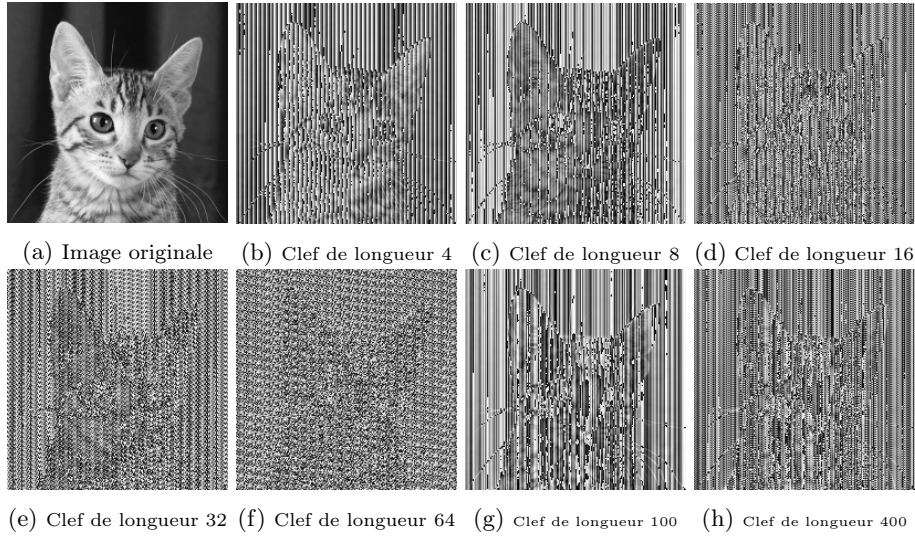 (a) Image originale (b) Clef de longueur 4 (c) Clef de longueur 8 (d) Clef de longueur 16
(e) Clef de longueur 32 (f) Clef de longueur 64 (g) Clef de longueur 100 (h) Clef de longueur 400